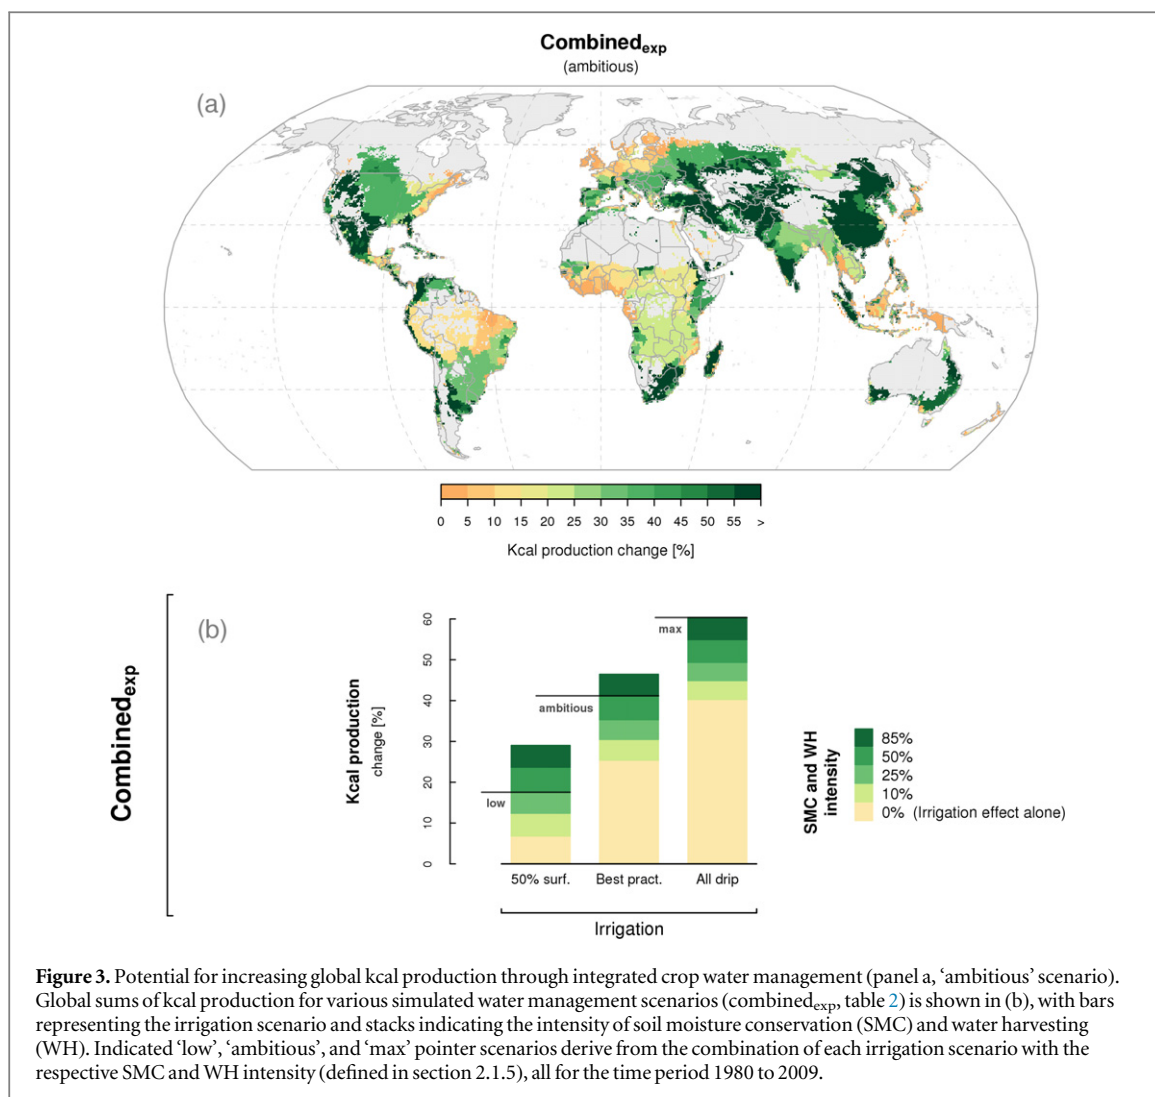 Combinedexp
(ambitious)
(a)
0 5 10 15 20 25 30 35 40 45 50 55 >
Kcal production change [%]
(b)
Combinedexp
Kcal production
change [%]
0 10 20 30 40 50 60
low
ambitious
max
50% surf. Best pract. All drip
Irrigation
SMC and WH
intensity
85%
50%
25%
10%
0% (Irrigation effect alone)
Figure 3. Potential for increasing global kcal production through integrated crop water management (panel a, ‘ambitious’ scenario).
Global sums of kcal production for various simulated water management scenarios (combinedexp, table 2) is shown in (b), with bars
representing the irrigation scenario and stacks indicating the intensity of soil moisture conservation (SMC) and water harvesting
(WH). Indicated ‘low’, ‘ambitious’, and ‘max’ pointer scenarios derive from the combination of each irrigation scenario with the
respective SMC and WH intensity (defined in section 2.1.5), all for the time period 1980 to 2009.